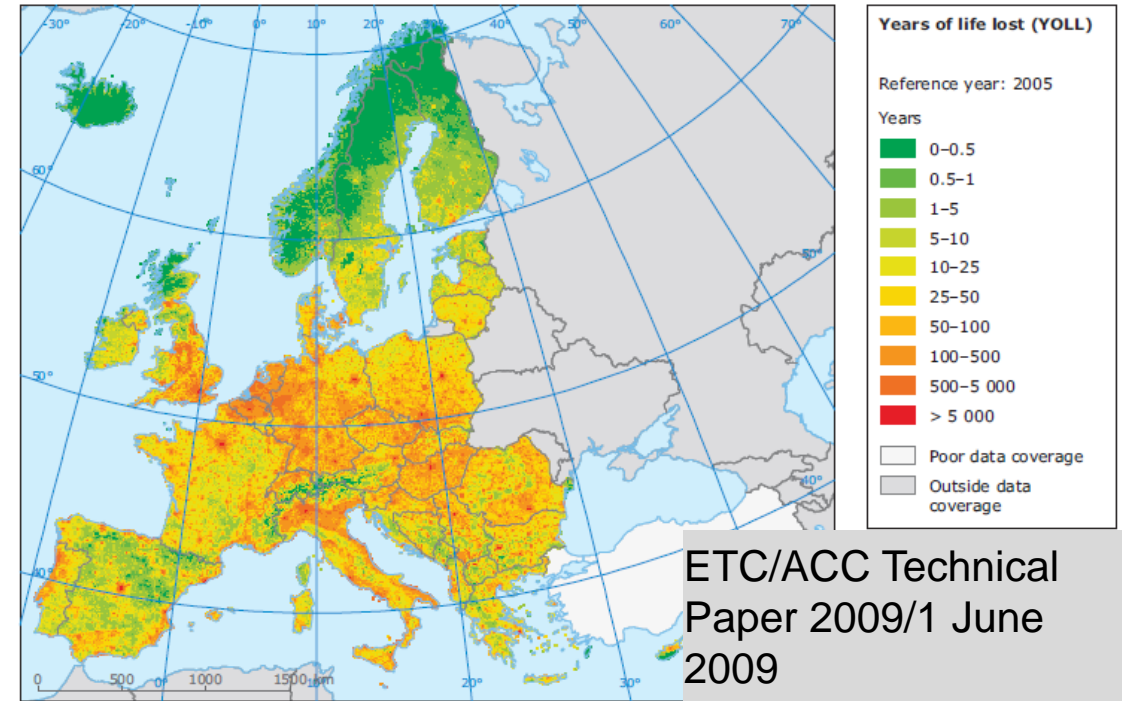 -30° -20° -10° 0° 10° 20° 30° 40° 50° 60° 70°
60°
50°
50°
40°
40°
0 500 0° 1000 1500 10° km 20° 30°
Years of life lost (YOLL)
Reference year: 2005
Years
0–0.5
0.5–1
1–5
5–10
10–25
25–50
50–100
100–500
500–5 000
> 5 000
Poor data coverage
Outside data
coverage
ETC/ACC Technical
Paper 2009/1 June
2009